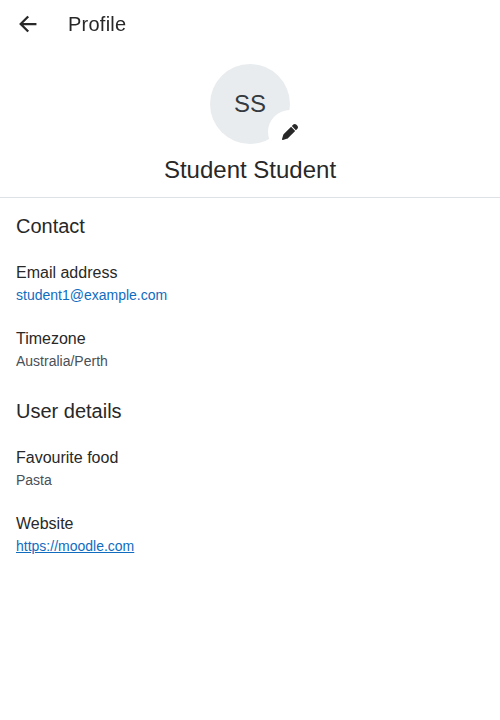 Profile
SS
Student Student
Contact
Email address
student1@example.com
Timezone
Australia/Perth
User details
Favourite food
Pasta
Website
https://moodle.com